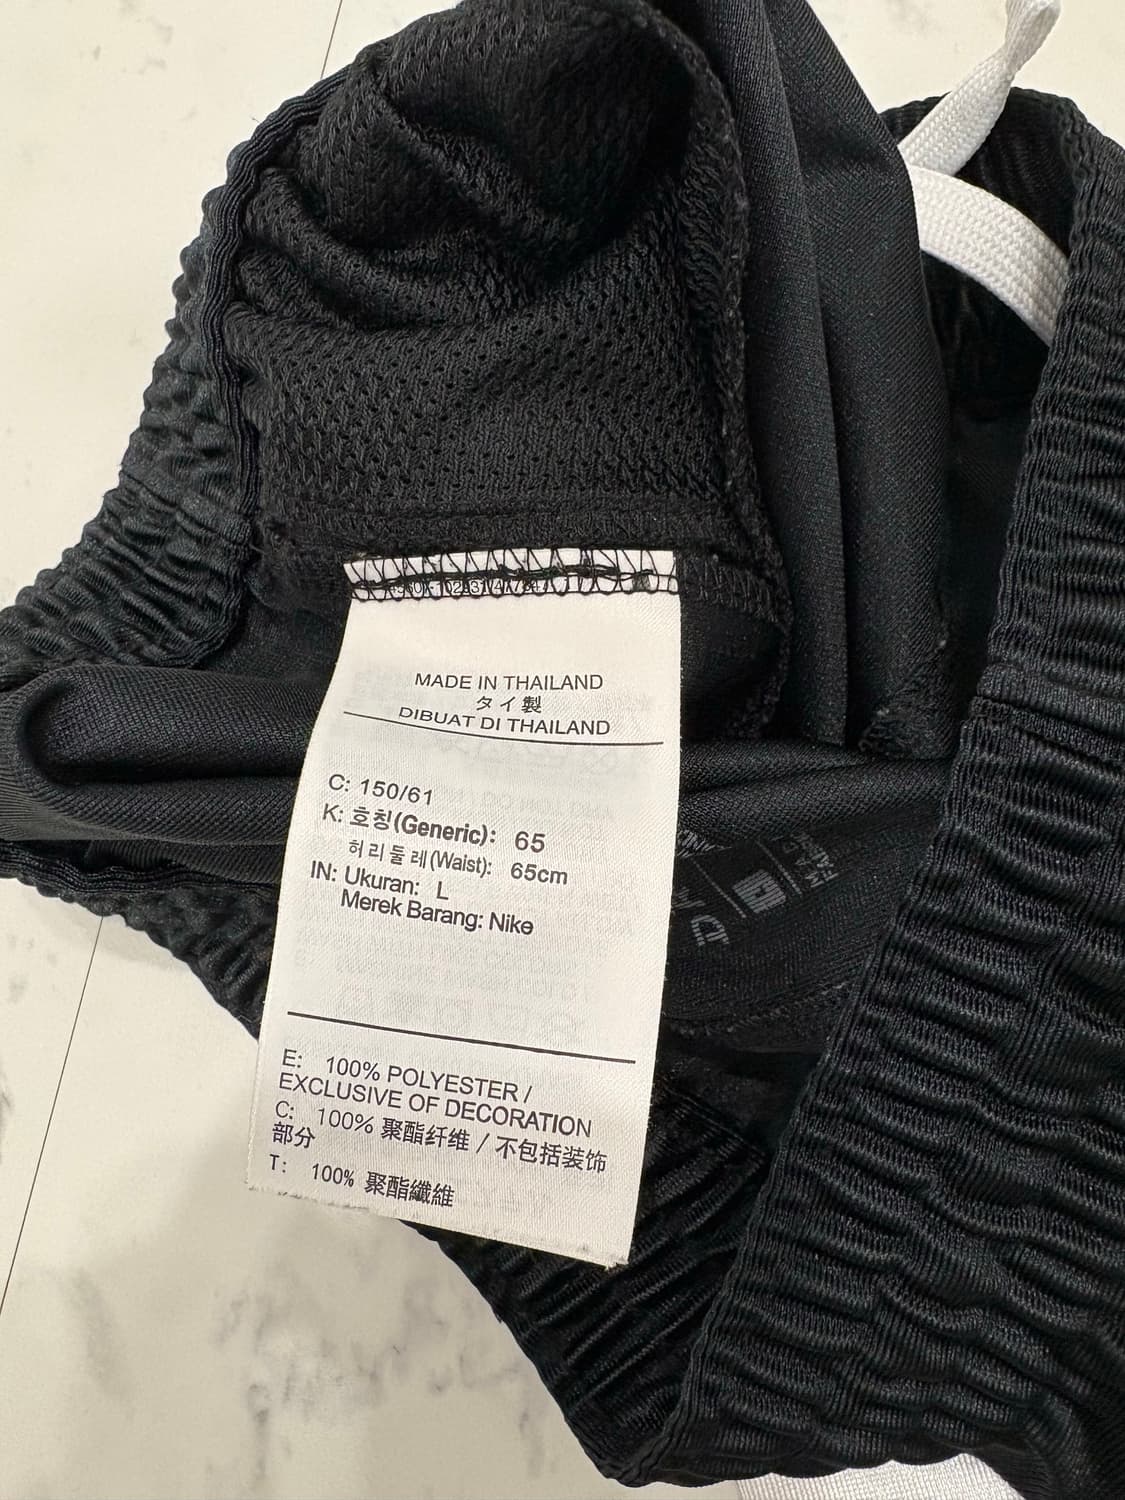 MADE IN THAILAND
タイ製
DIBUAT DI THAILAND
C: 150/61
K: 호칭(Generic): 65
허리둘레(Waist): 65cm
IN: Ukuran: L
Merek Barang: Nike
E: 100% POLYESTER /
EXCLUSIVE OF DECORATION
C: 100% 聚酯纤维 / 不包括装饰
部分
T: 100% 聚酯纖維